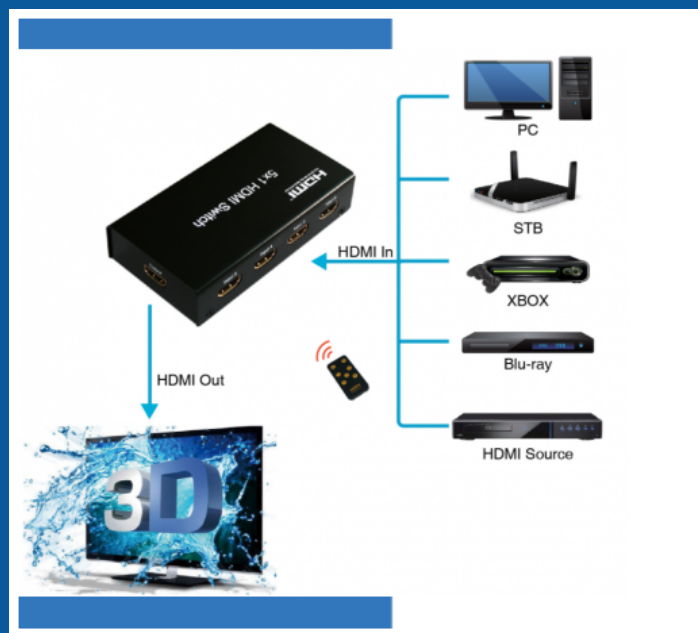 PC
STB
HDMI
5x1 HDMI Switch
HDMI In
XBOX
Blu-ray
HDMI Out
3D
HDMI Source